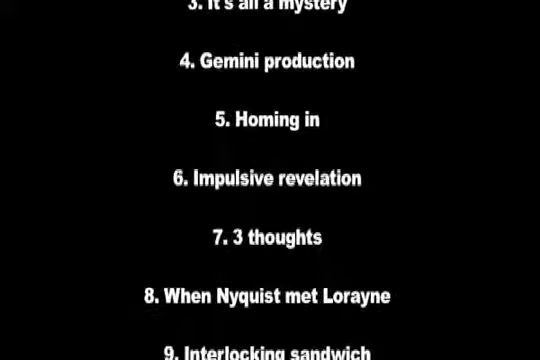 3. It's all a mystery
4. Gemini production
5. Homing in
6. Impulsive revelation
7. 3 thoughts
8. When Nyquist met Lorayne
9. Interlocking sandwich